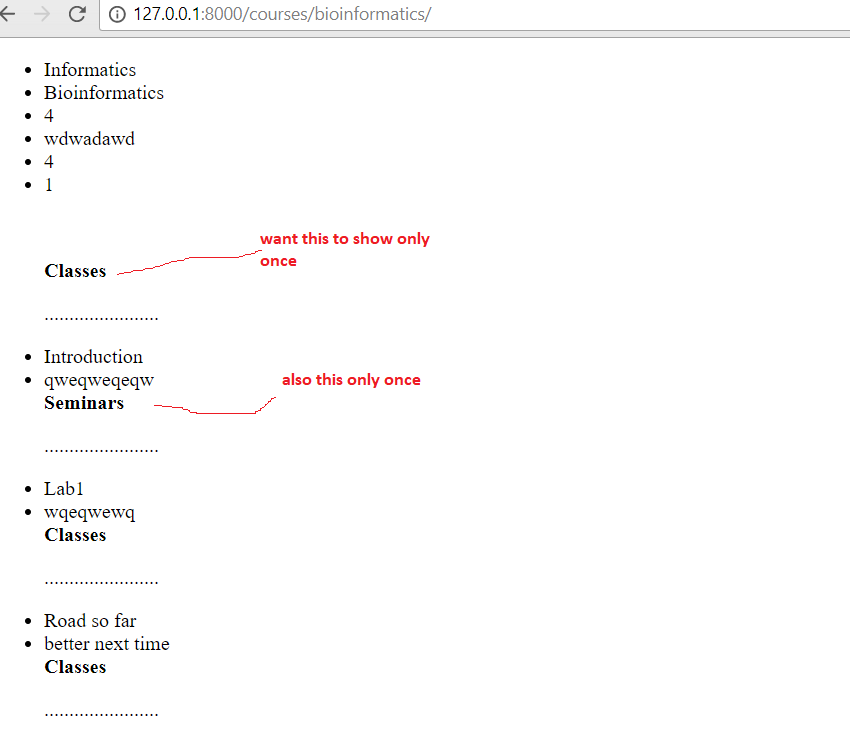 127.0.0.1:8000/courses/bioinformatics/
Informatics
Bioinformatics
4
wdwadawd
4
1
want this to show only
once
Classes
.......................
Introduction
qweqweqeqw
also this only once
Seminars
.......................
Lab1
wqeqwewq
Classes
.......................
Road so far
better next time
Classes
.......................